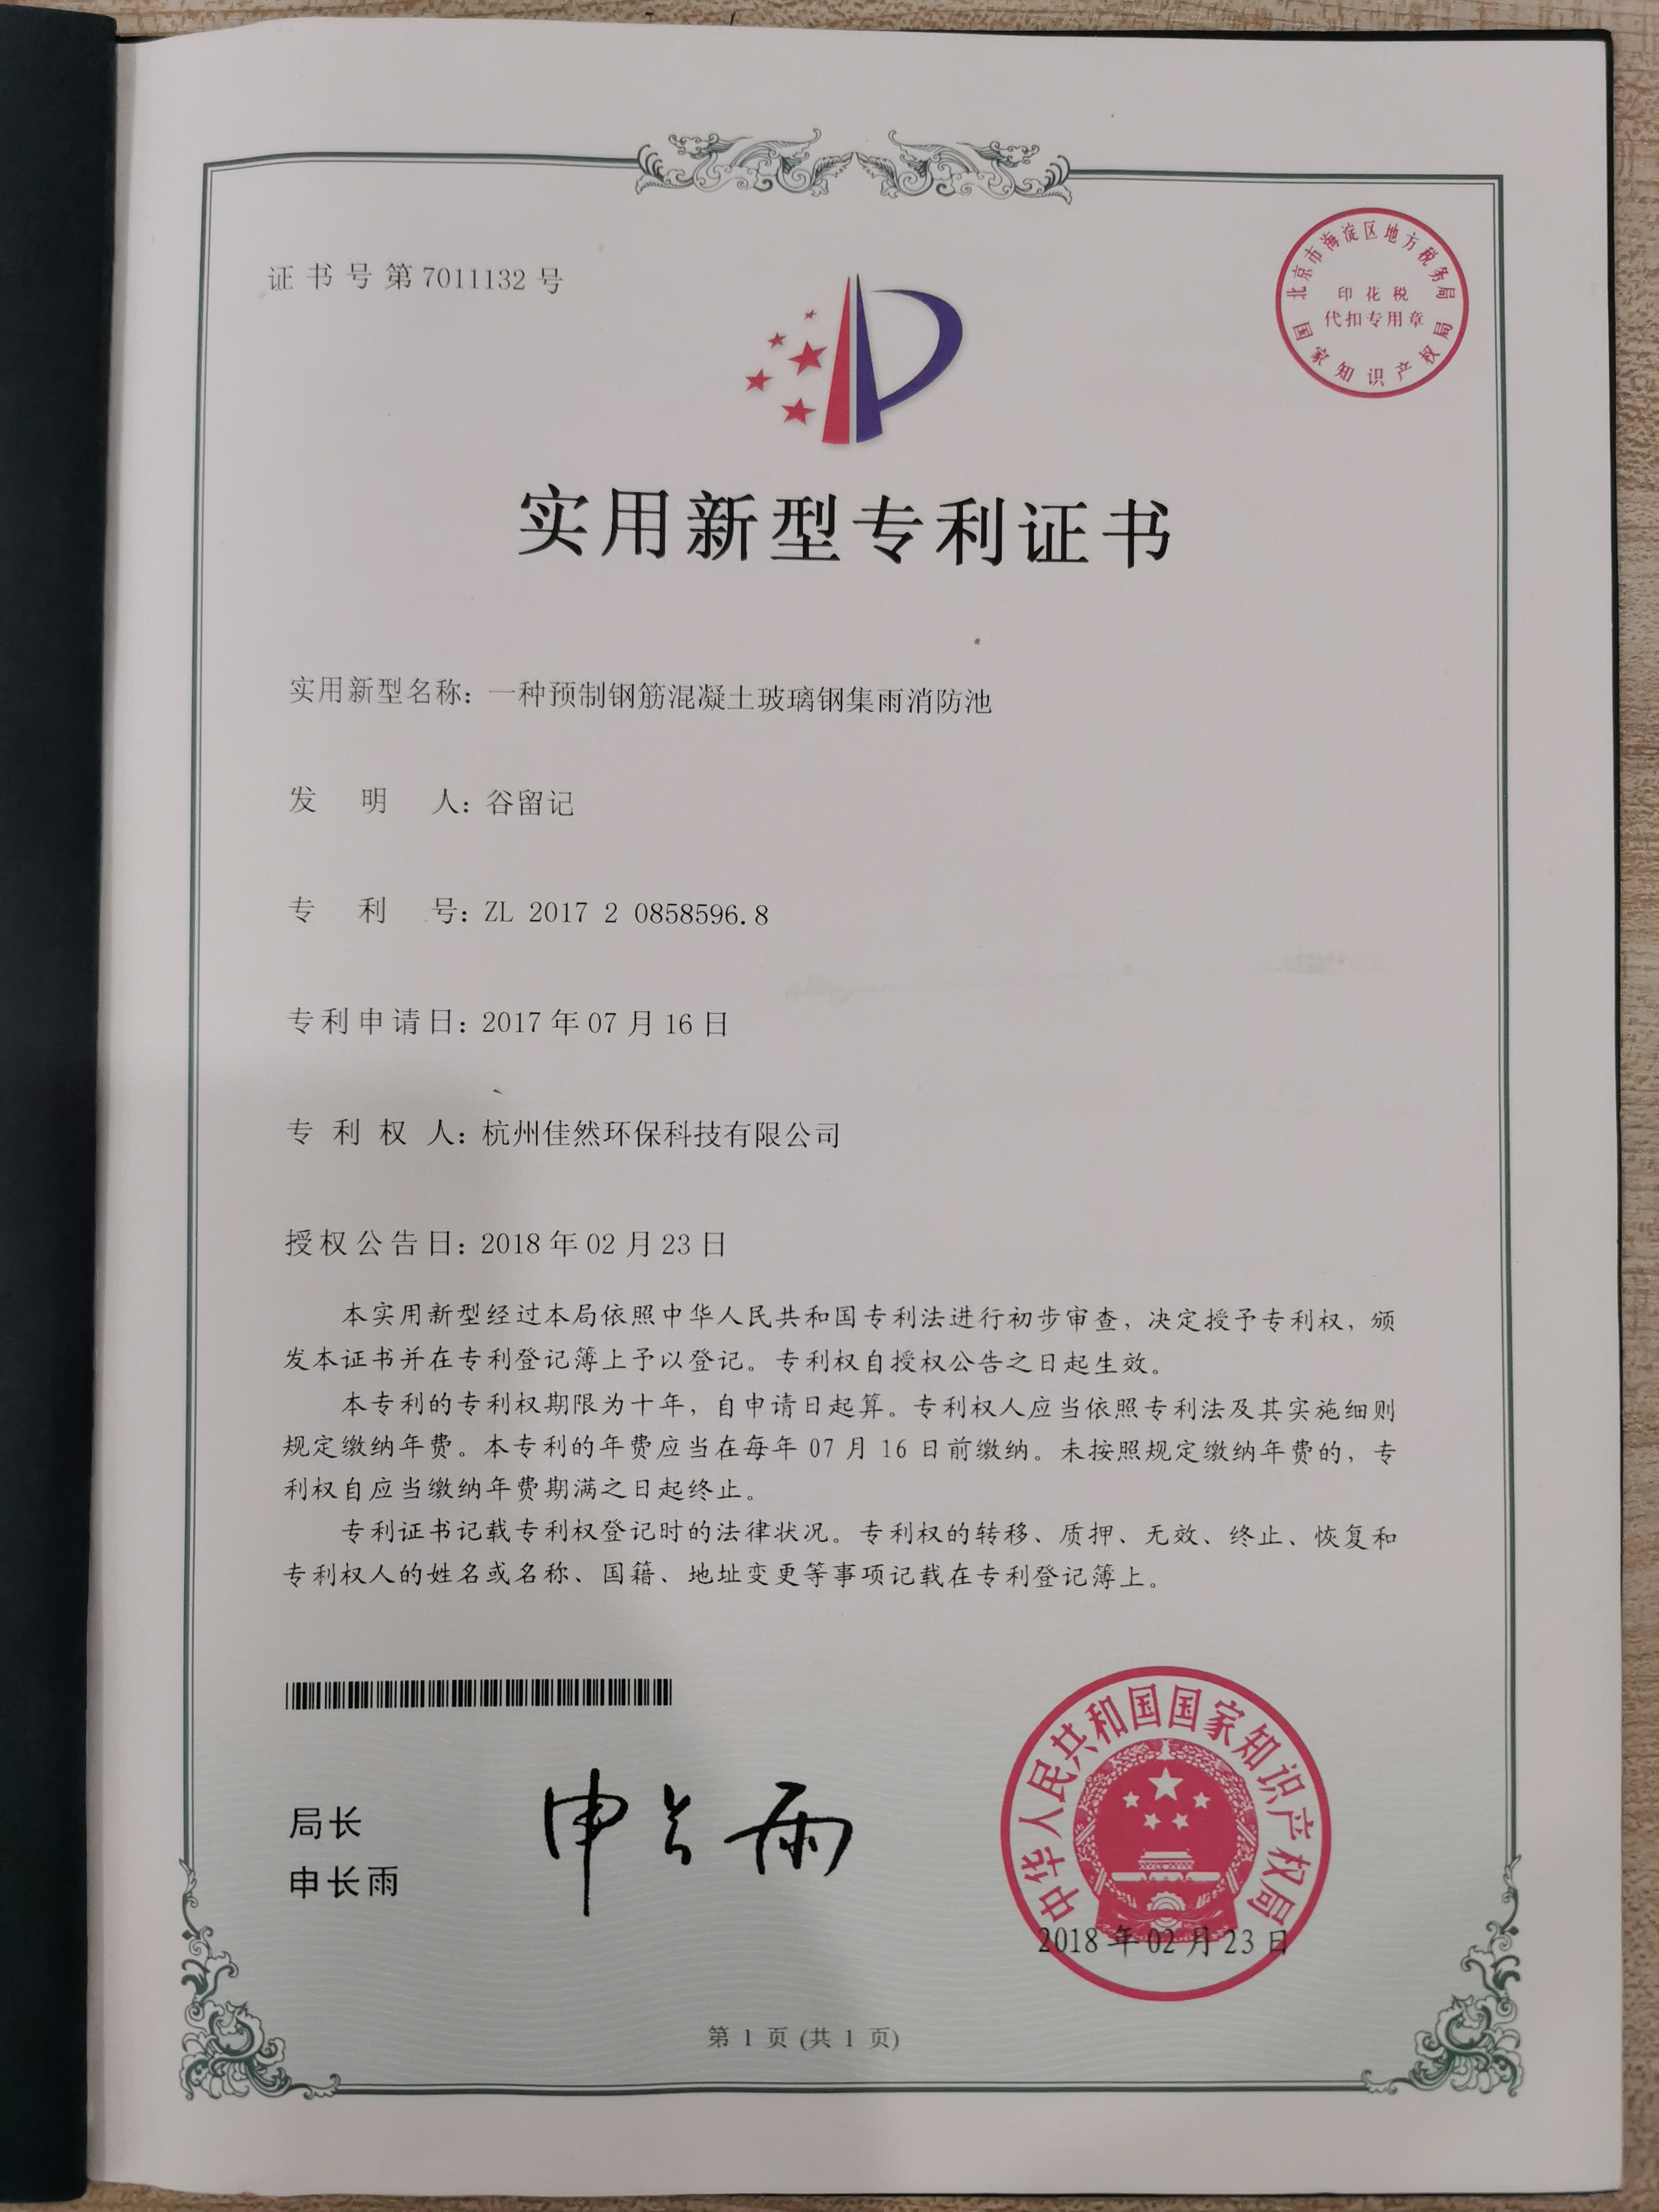 证书号第7011132号
北京市海淀区地方税务局
印花税
代扣专用章
国家知识产权局
实用新型专利证书
实用新型名称：一种预制钢筋混凝土玻璃钢集雨消防池
发明人：谷留记
专利号：ZL 2017 2 0858596.8
专利申请日：2017年07月16日
专利权人：杭州佳然环保科技有限公司
授权公告日：2018年02月23日
本实用新型经过本局依照中华人民共和国专利法进行初步审查，决定授予专利权，颁
发本证书并在专利登记簿上予以登记。专利权自授权公告之日起生效。
本专利的专利权期限为十年，自申请日起算。专利权人应当依照专利法及其实施细则
规定缴纳年费。本专利的年费应当在每年 07 月 16 日前缴纳。未按照规定缴纳年费的，专
利权自应当缴纳年费期满之日起终止。
专利证书记载专利权登记时的法律状况。专利权的转移、质押、无效、终止、恢复和
专利权人的姓名或名称、国籍、地址变更等事项记载在专利登记簿上。
局长
申长雨
申长雨
中华人民共和国国家知识产权局
2018年02月23日
第 1 页 (共 1 页)